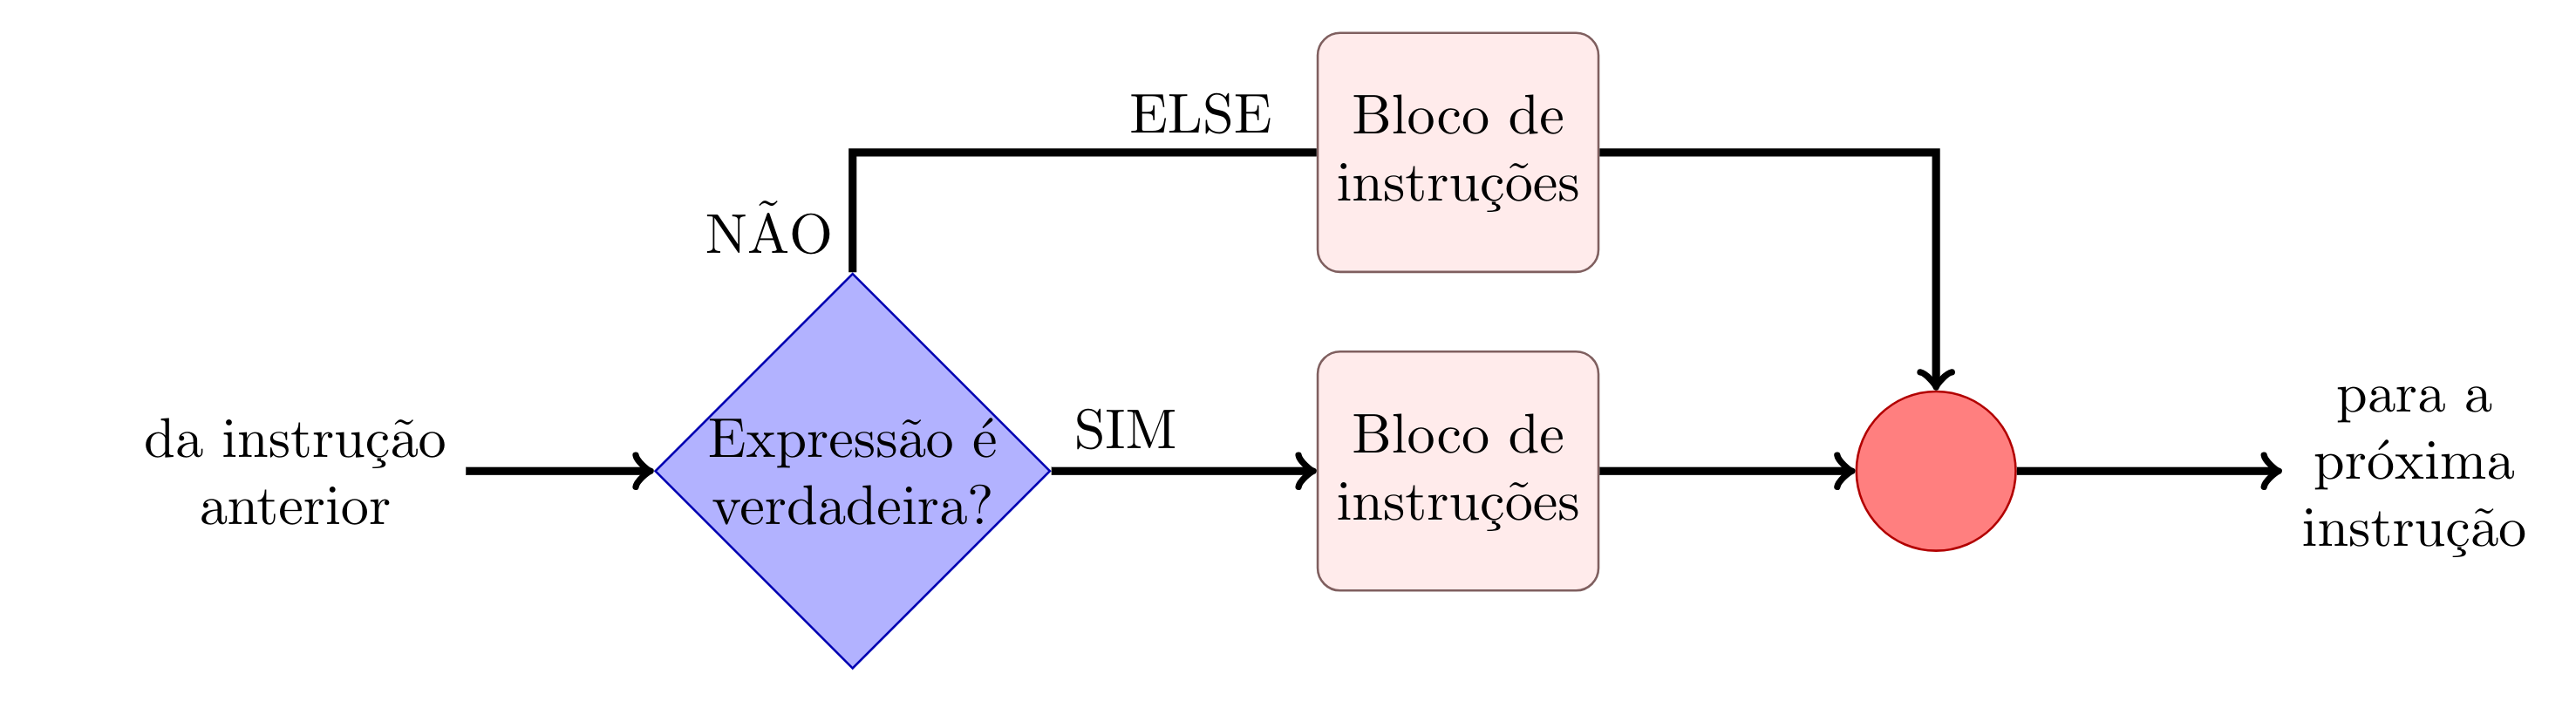 da instrução
anterior
Expressão é
verdadeira?
NÃO
ELSE
Bloco de
instruções
SIM
Bloco de
instruções
para a
próxima
instrução